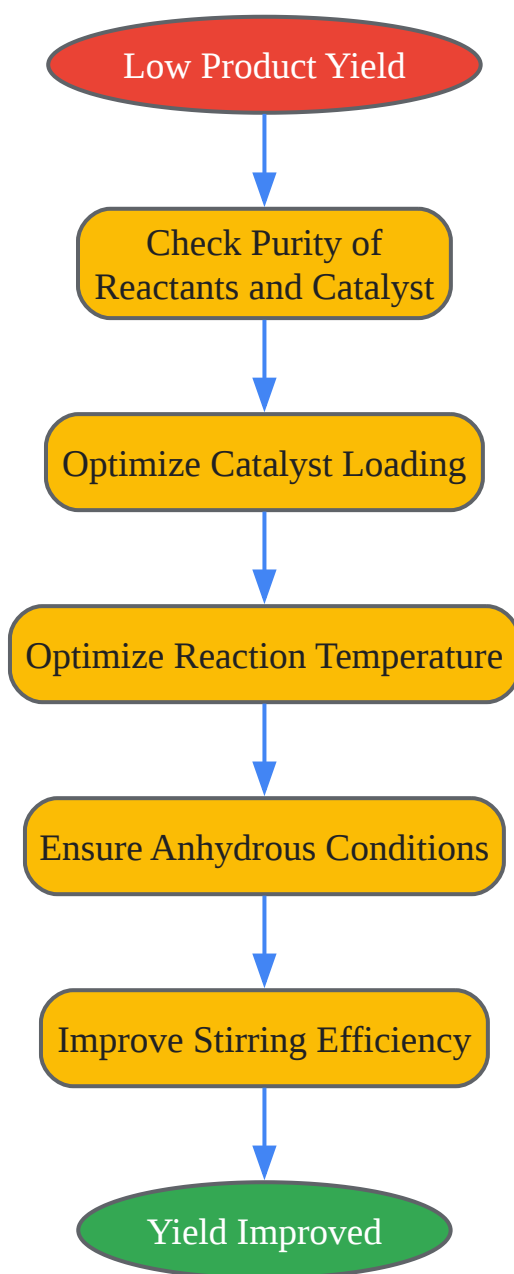 Low Product Yield
Check Purity of
Reactants and Catalyst
Optimize Catalyst Loading
Optimize Reaction Temperature
Ensure Anhydrous Conditions
Improve Stirring Efficiency
Yield Improved